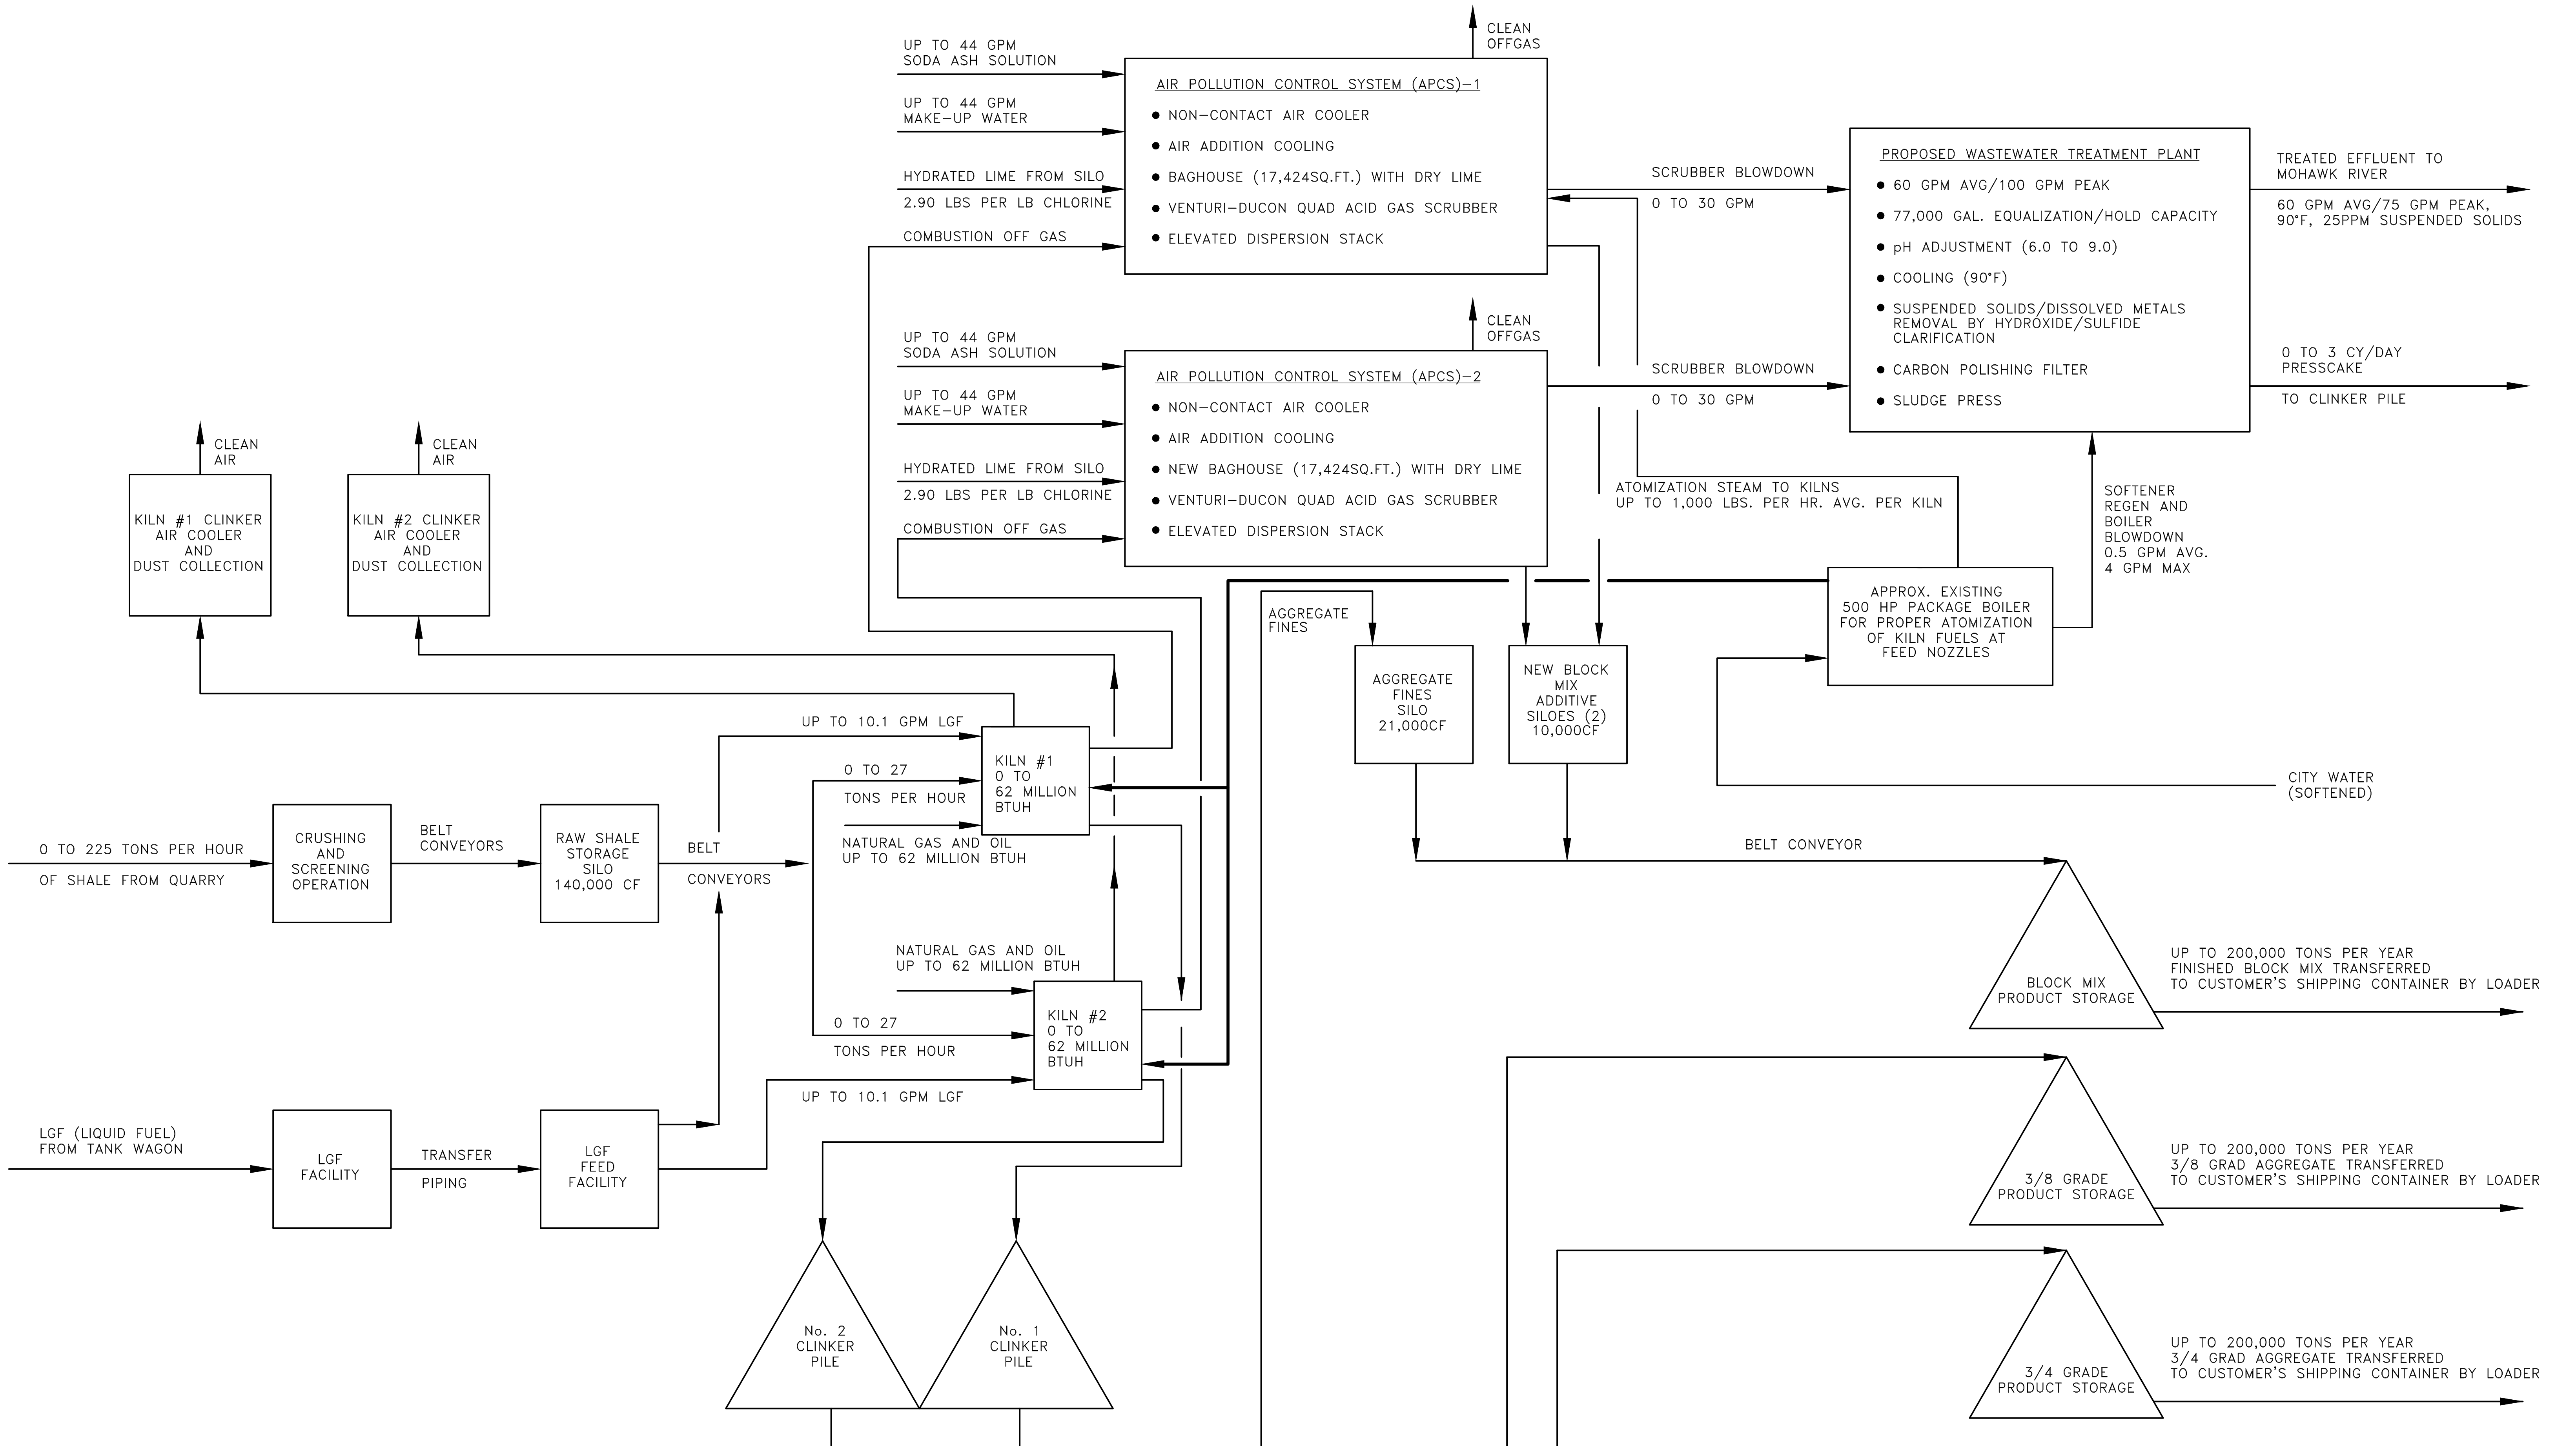 UP TO 44 GPM
SODA ASH SOLUTION
UP TO 44 GPM
MAKE-UP WATER
HYDRATED LIME FROM SILO
2.90 LBS PER LB CHLORINE
COMBUSTION OFF GAS
CLEAN
OFFGAS
AIR POLLUTION CONTROL SYSTEM (APCS)-1
● NON-CONTACT AIR COOLER
● AIR ADDITION COOLING
● BAGHOUSE (17,424SQ.FT.) WITH DRY LIME
● VENTURI-DUCON QUAD ACID GAS SCRUBBER
● ELEVATED DISPERSION STACK
SCRUBBER BLOWDOWN
0 TO 30 GPM
PROPOSED WASTEWATER TREATMENT PLANT
● 60 GPM AVG/100 GPM PEAK
● 77,000 GAL. EQUALIZATION/HOLD CAPACITY
● pH ADJUSTMENT (6.0 TO 9.0)
● COOLING (90°F)
● SUSPENDED SOLIDS/DISSOLVED METALS
REMOVAL BY HYDROXIDE/SULFIDE
CLARIFICATION
● CARBON POLISHING FILTER
● SLUDGE PRESS
TREATED EFFLUENT TO
MOHAWK RIVER
60 GPM AVG/75 GPM PEAK,
90°F, 25PPM SUSPENDED SOLIDS
0 TO 3 CY/DAY
PRESSCAKE
TO CLINKER PILE
UP TO 44 GPM
SODA ASH SOLUTION
UP TO 44 GPM
MAKE-UP WATER
HYDRATED LIME FROM SILO
2.90 LBS PER LB CHLORINE
COMBUSTION OFF GAS
CLEAN
OFFGAS
AIR POLLUTION CONTROL SYSTEM (APCS)-2
● NON-CONTACT AIR COOLER
● AIR ADDITION COOLING
● NEW BAGHOUSE (17,424SQ.FT.) WITH DRY LIME
● VENTURI-DUCON QUAD ACID GAS SCRUBBER
● ELEVATED DISPERSION STACK
SCRUBBER BLOWDOWN
0 TO 30 GPM
ATOMIZATION STEAM TO KILNS
UP TO 1,000 LBS. PER HR. AVG. PER KILN
SOFTENER
REGEN AND
BOILER
BLOWDOWN
0.5 GPM AVG.
4 GPM MAX
CLEAN
AIR
CLEAN
AIR
KILN #1 CLINKER
AIR COOLER
AND
DUST COLLECTION
KILN #2 CLINKER
AIR COOLER
AND
DUST COLLECTION
AGGREGATE
FINES
APPROX. EXISTING
500 HP PACKAGE BOILER
FOR PROPER ATOMIZATION
OF KILN FUELS AT
FEED NOZZLES
AGGREGATE
FINES
SILO
21,000CF
NEW BLOCK
MIX
ADDITIVE
SILOES (2)
10,000CF
CITY WATER
(SOFTENED)
UP TO 10.1 GPM LGF
0 TO 27
TONS PER HOUR
KILN #1
0 TO
62 MILLION
BTUH
NATURAL GAS AND OIL
UP TO 62 MILLION BTUH
0 TO 225 TONS PER HOUR
OF SHALE FROM QUARRY
CRUSHING
AND
SCREENING
OPERATION
BELT
CONVEYORS
RAW SHALE
STORAGE
SILO
140,000 CF
BELT
CONVEYORS
BELT CONVEYOR
NATURAL GAS AND OIL
UP TO 62 MILLION BTUH
0 TO 27
TONS PER HOUR
KILN #2
0 TO
62 MILLION
BTUH
UP TO 10.1 GPM LGF
BLOCK MIX
PRODUCT STORAGE
UP TO 200,000 TONS PER YEAR
FINISHED BLOCK MIX TRANSFERRED
TO CUSTOMER'S SHIPPING CONTAINER BY LOADER
LGF (LIQUID FUEL)
FROM TANK WAGON
LGF
FACILITY
TRANSFER
PIPING
LGF
FEED
FACILITY
3/8 GRADE
PRODUCT STORAGE
UP TO 200,000 TONS PER YEAR
3/8 GRAD AGGREGATE TRANSFERRED
TO CUSTOMER'S SHIPPING CONTAINER BY LOADER
No. 2
CLINKER
PILE
No. 1
CLINKER
PILE
3/4 GRADE
PRODUCT STORAGE
UP TO 200,000 TONS PER YEAR
3/4 GRAD AGGREGATE TRANSFERRED
TO CUSTOMER'S SHIPPING CONTAINER BY LOADER